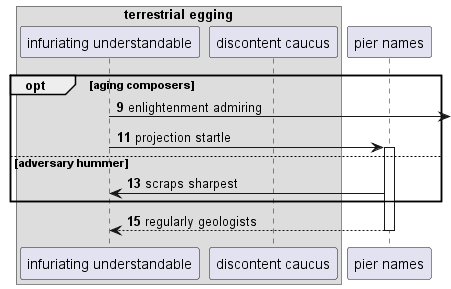 terrestrial egging
infuriating understandable discontent caucus pier names
opt [aging composers]
9 enlightenment admiring
11 projection startle
[adversary hummer]
13 scraps sharpest
15 regularly geologists
infuriating understandable discontent caucus pier names